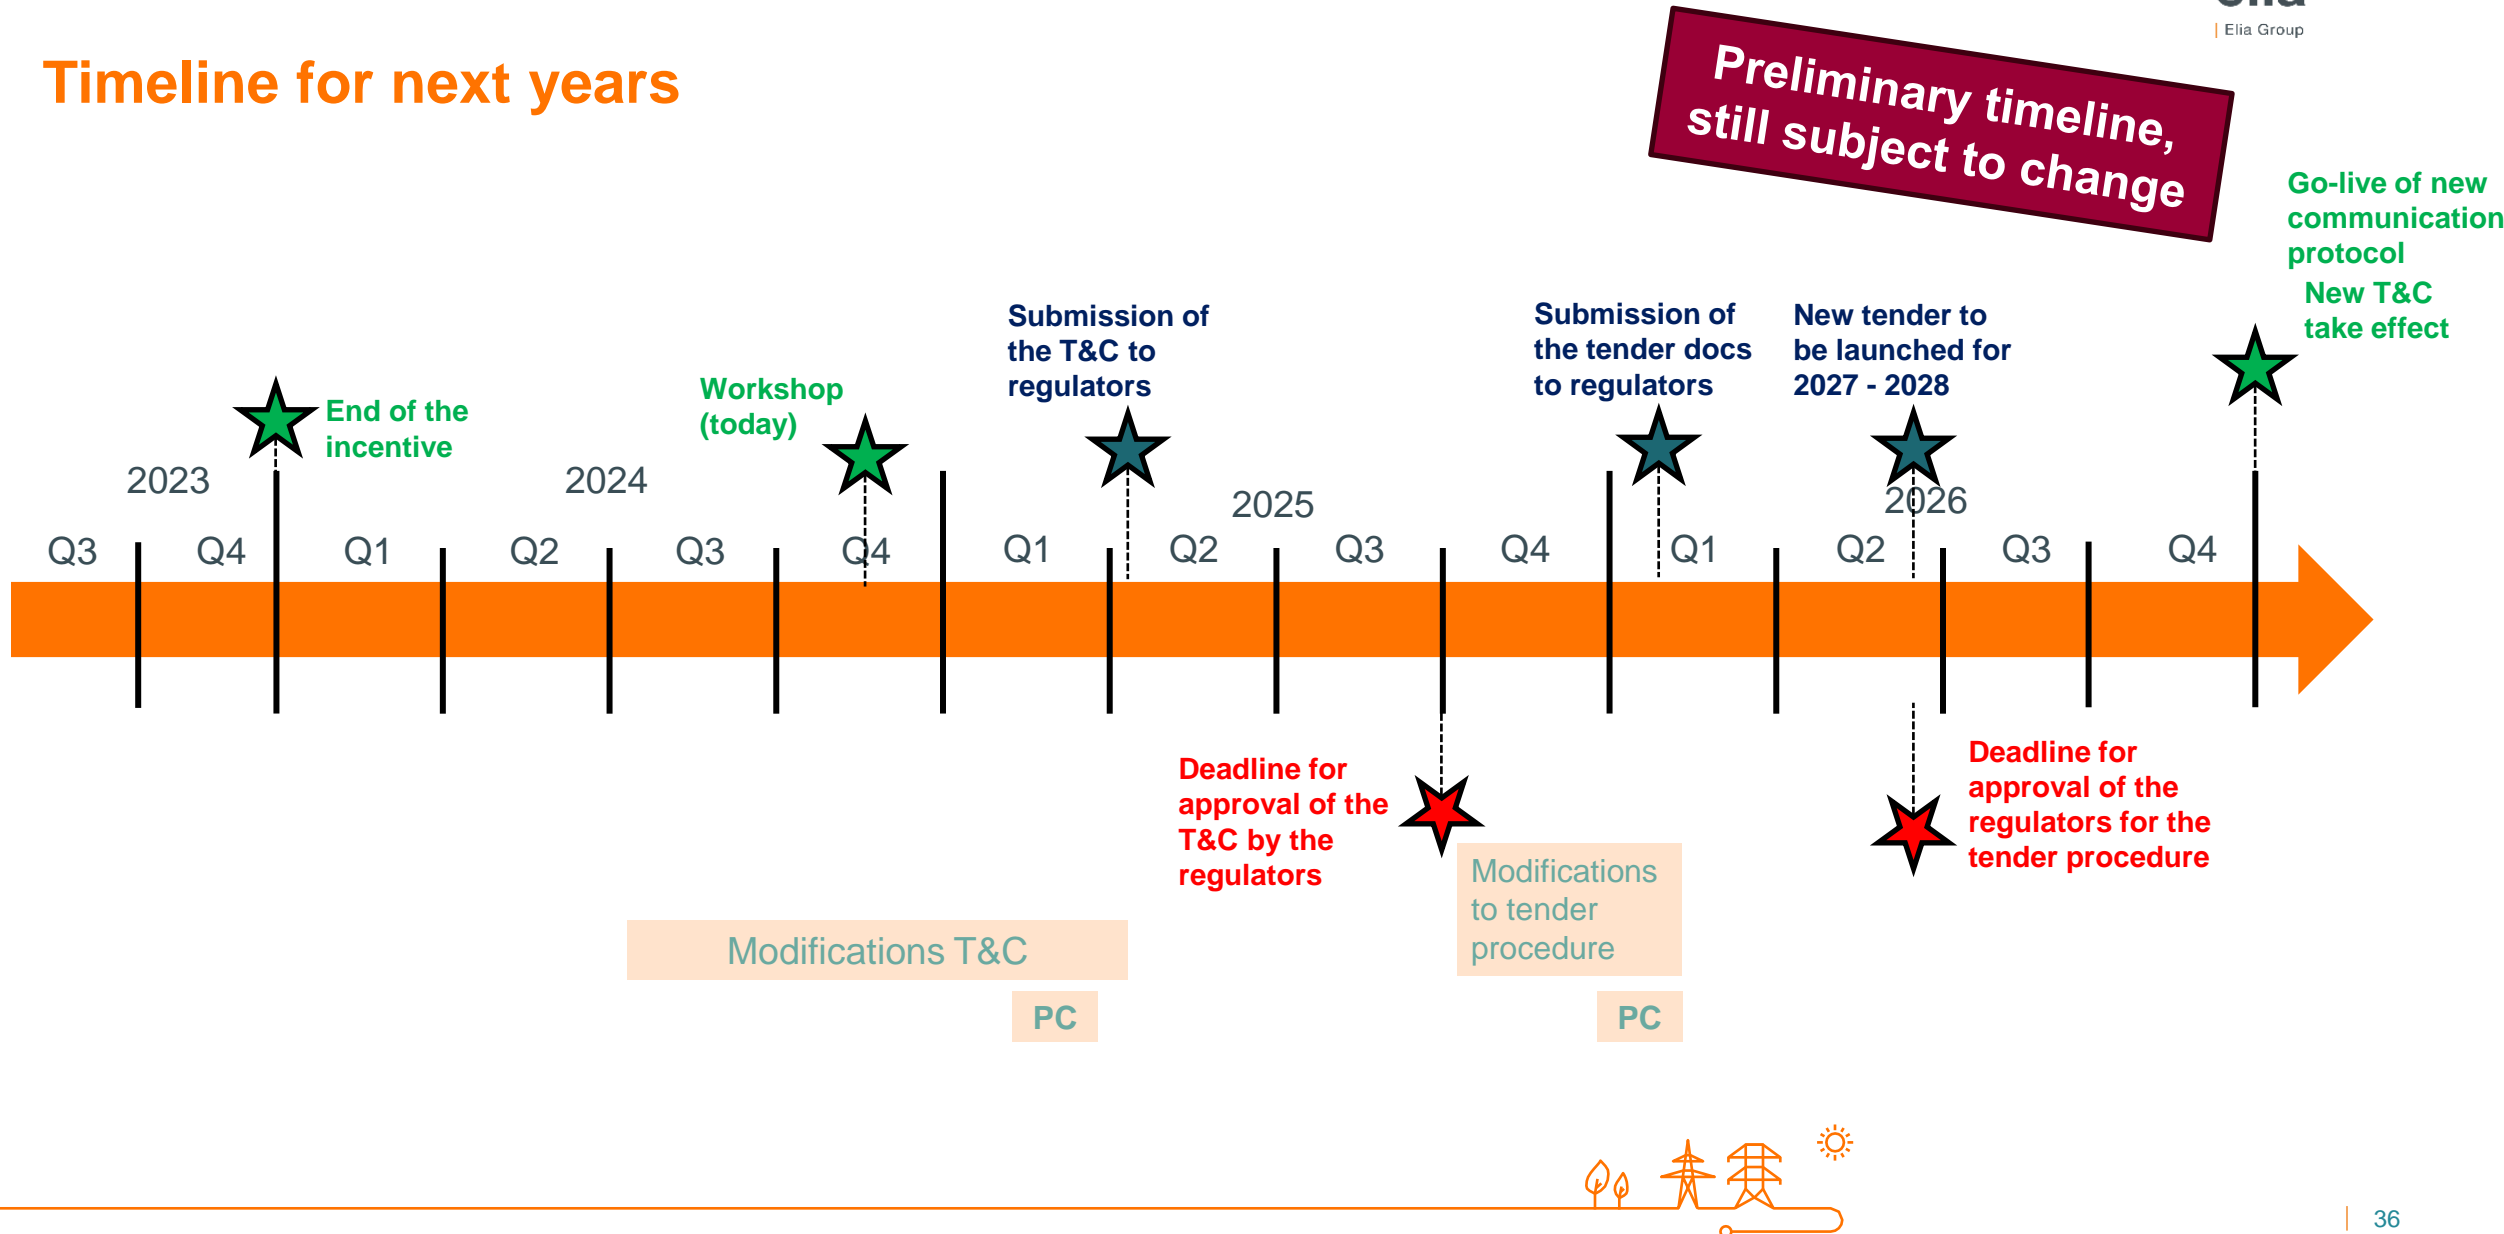 Elia Group
Timeline for next years
Preliminary timeline,
still subject to change
Go-live of new
communication
protocol
New T&C
take effect
Submission of
the T&C to
regulators
Submission of
the tender docs
to regulators
New tender to
be launched for
2027 - 2028
Workshop
(today)
End of the
incentive
2023
2024
2025
2026
Q3 Q4 Q1 Q2 Q3 Q4 Q1 Q2 Q3 Q4 Q1 Q2 Q3 Q4
Deadline for
approval of the
T&C by the
regulators
Deadline for
approval of the
regulators for the
tender procedure
Modifications
to tender
procedure
Modifications T&C
PC
PC
36